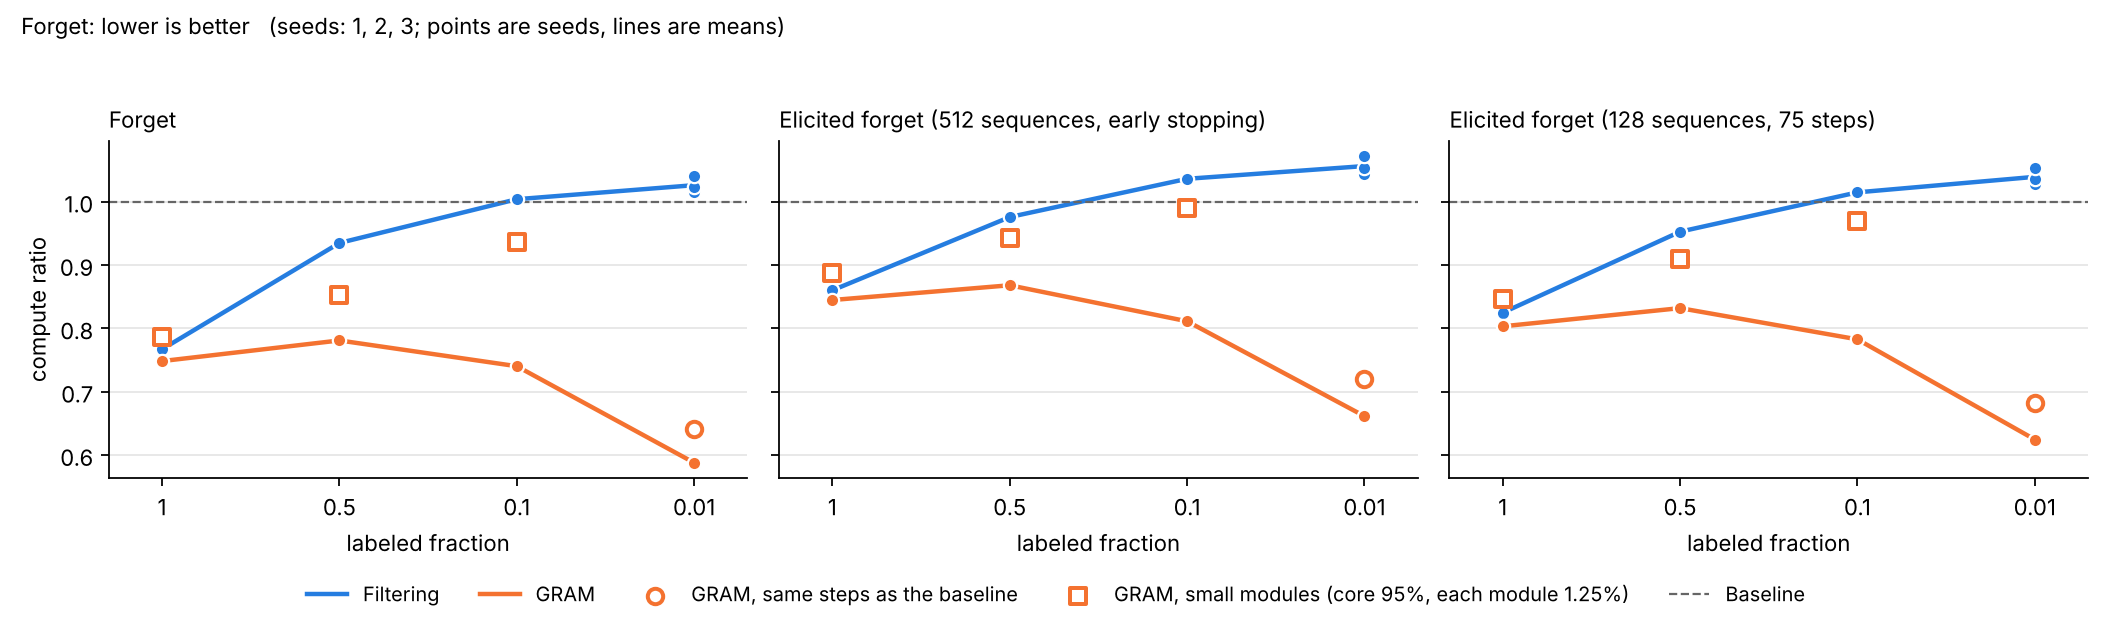 Forget: lower is better (seeds: 1, 2, 3; points are seeds, lines are means)
Forget
Elicited forget (512 sequences, early stopping)
Elicited forget (128 sequences, 75 steps)
compute ratio
1.0
0.9
0.8
0.7
0.6
1 0.5 0.1 0.01
1 0.5 0.1 0.01
1 0.5 0.1 0.01
labeled fraction
labeled fraction
labeled fraction
Filtering
GRAM
GRAM, same steps as the baseline
GRAM, small modules (core 95%, each module 1.25%)
Baseline